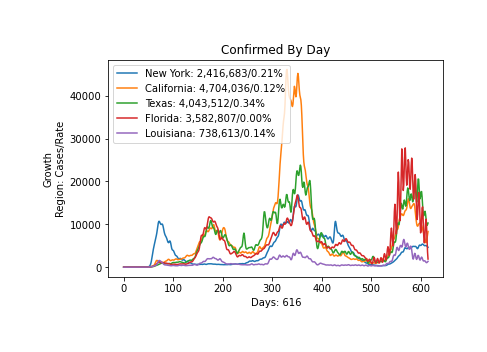 Confirmed By Day
New York: 2,416,683/0.21%
California: 4,704,036/0.12%
Texas: 4,043,512/0.34%
Florida: 3,582,807/0.00%
Louisiana: 738,613/0.14%
Growth
Region: Cases/Rate
40000
30000
20000
10000
0
0 100 200 300 400 500 600
Days: 616